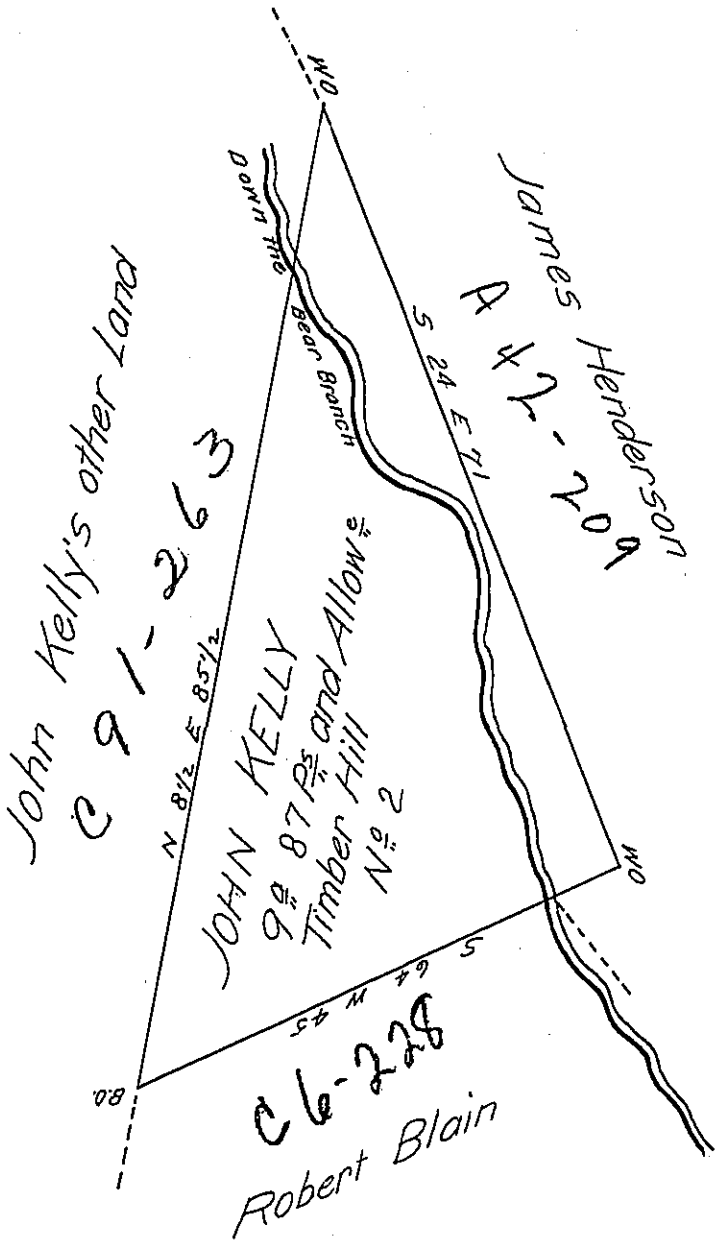 WO
James Henderson
A 42-209
S 24 E 71
Down the
Bear Branch
John Kelly's other Land
C 91-263
N 8½ E 85½
JOHN KELLY
9a 87 Ps and Allowe
Timber Hill
No 2
WO
S 64 W 45
B.O.
C6-228
Robert Blain